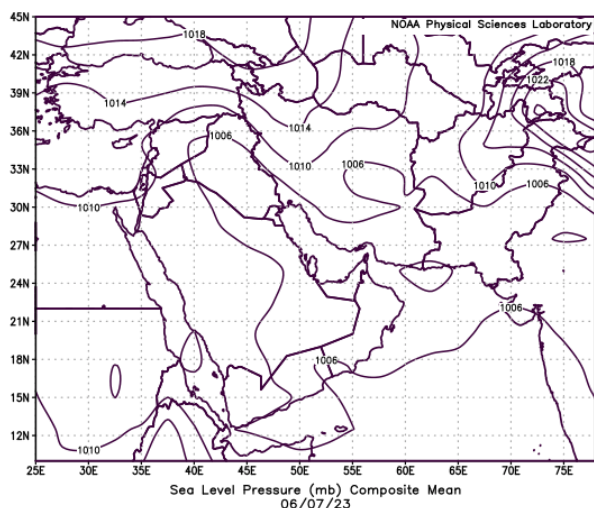 45N
NOAA Physical Sciences Laboratory
1018
1018
42N
1022
39N
1014
1014
36N
1006
1010
1006
33N
1010
1006
30N
1010
27N
24N
21N
1006
18N
1006
15N
12N
1010
25E 30E 35E 40E 45E 50E 55E 60E 65E 70E 75E
Sea Level Pressure (mb) Composite Mean
06/07/23